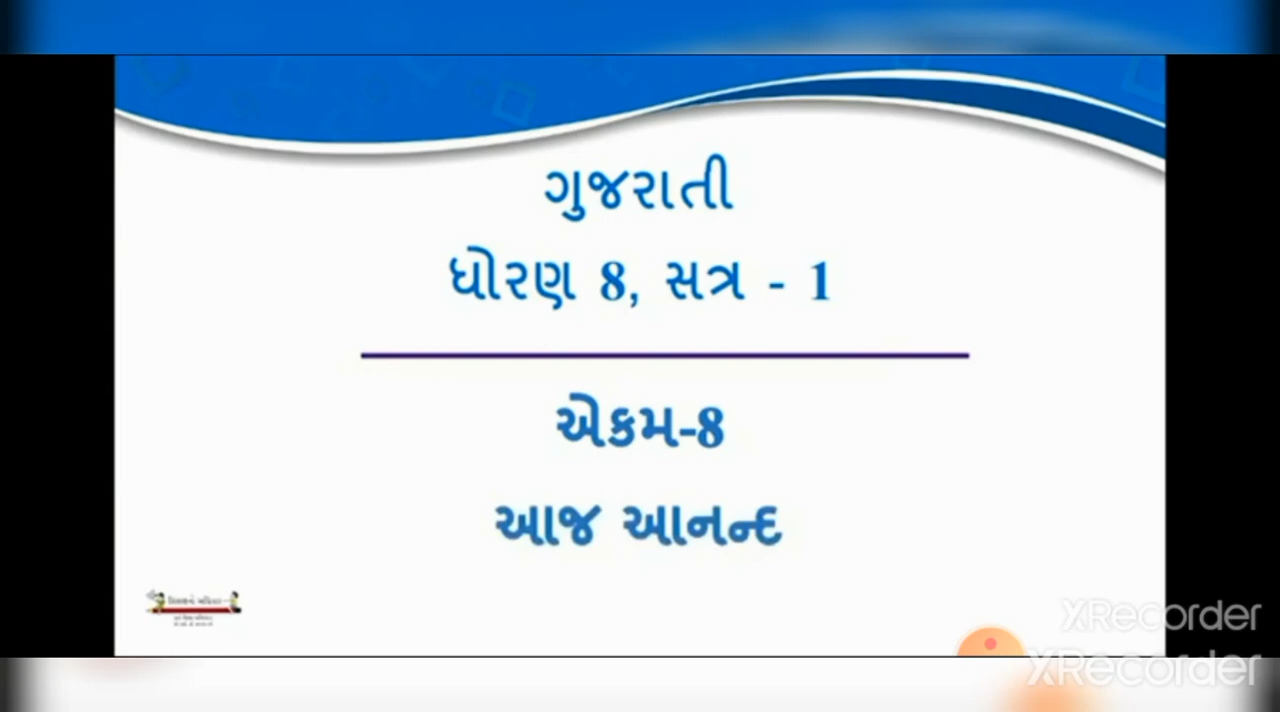 ગુજરાતી
ધોરણ 8, સત્ર - 1
એકમ-8
આજ આનન્દ
XRecorder
XRecorder